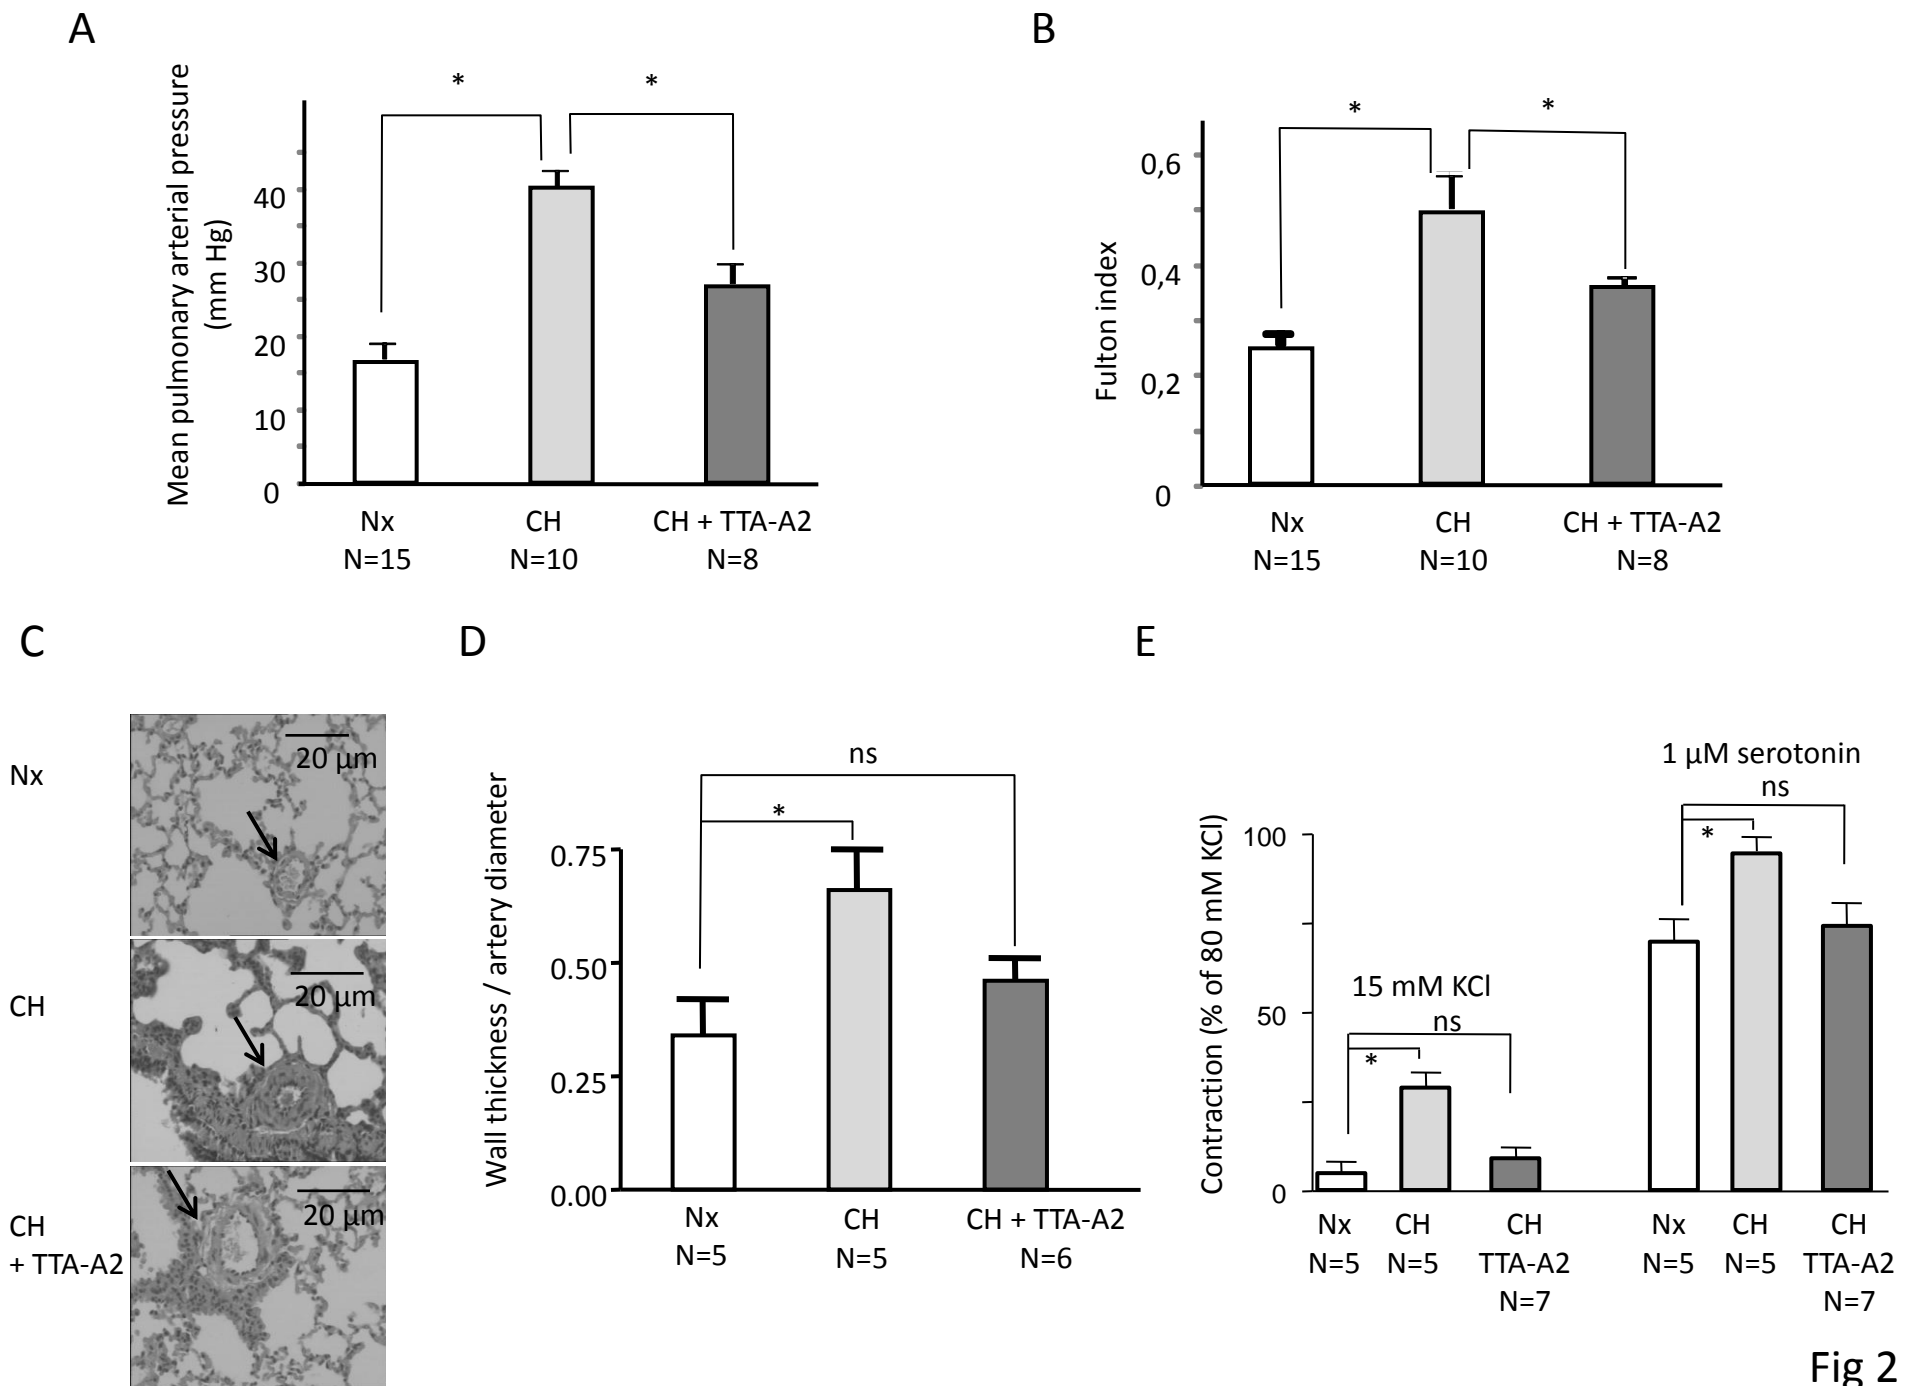 A
Mean pulmonary arterial pressure
(mm Hg)
*
*
40
30
20
10
0
Nx
CH
CH + TTA-A2
N=15
N=10
N=8
B
Fulton index
*
*
0,6
0,4
0,2
0
Nx
CH
CH + TTA-A2
N=15
N=10
N=8
C
Nx
20 µm
CH
20 µm
CH
+ TTA-A2
20 µm
D
Wall thickness / artery diameter
ns
*
0.75
0.50
0.25
0.00
Nx
CH
CH + TTA-A2
N=5
N=5
N=6
E
Contraction (% of 80 mM KCl)
100
50
0
15 mM KCl
ns
*
1 µM serotonin
ns
*
Nx
CH
CH
N=5
N=5
TTA-A2
N=7
Nx
CH
CH
N=5
N=5
TTA-A2
N=7
Fig 2